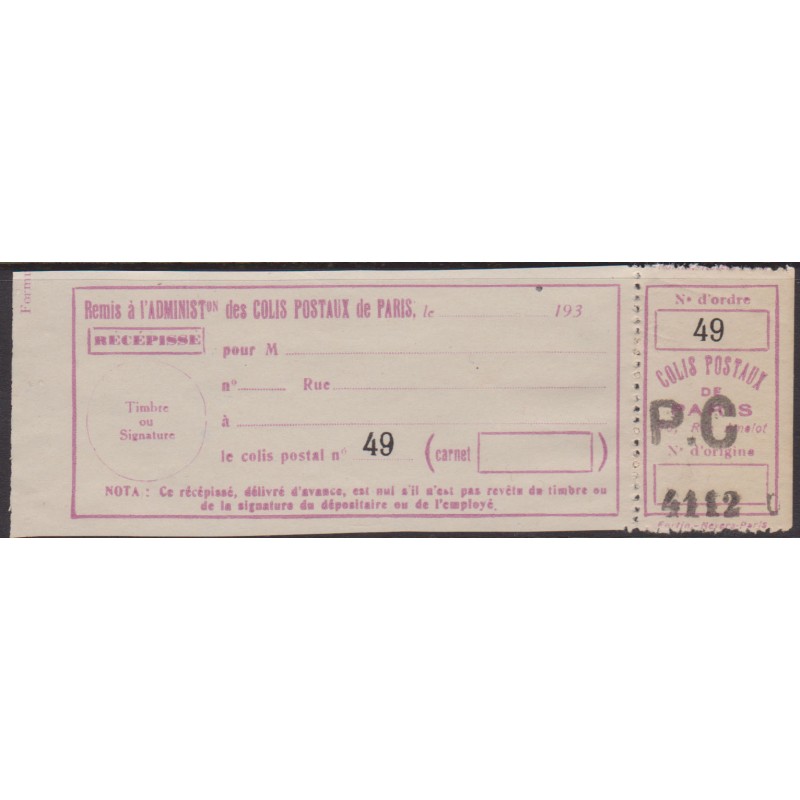 Remis à l'ADMINISTon des COLIS POSTAUX de PARIS, le 193
RÉCÉPISSÉ
pour M
n° Rue
Timbre
ou
Signature
à
le colis postal n° 49 (carnet )
NOTA : Ce récépissé, délivré d'avance, est nul s'il n'est pas revêtu du timbre ou
de la signature du dépositaire ou de l'employé.
N° d'ordre
49
COLIS POSTAUX
DE
PARIS
P.C
N° d'origine
4112